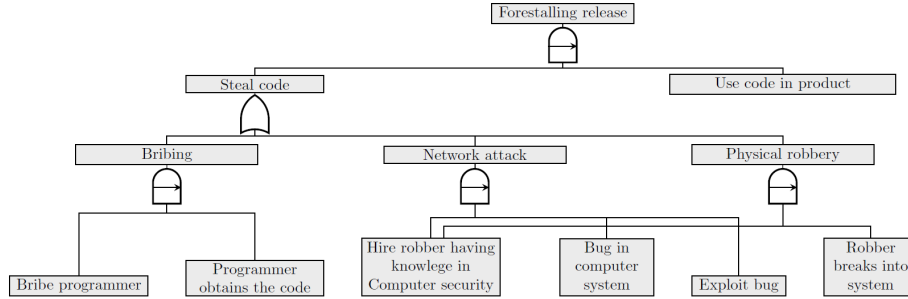 Forestalling release
Steal code
Use code in product
Bribing
Network attack
Physical robbery
Bribe programmer
Programmer
obtains the code
Hire robber having
knowlege in
Computer security
Bug in
computer
system
Exploit bug
Robber
breaks into
system